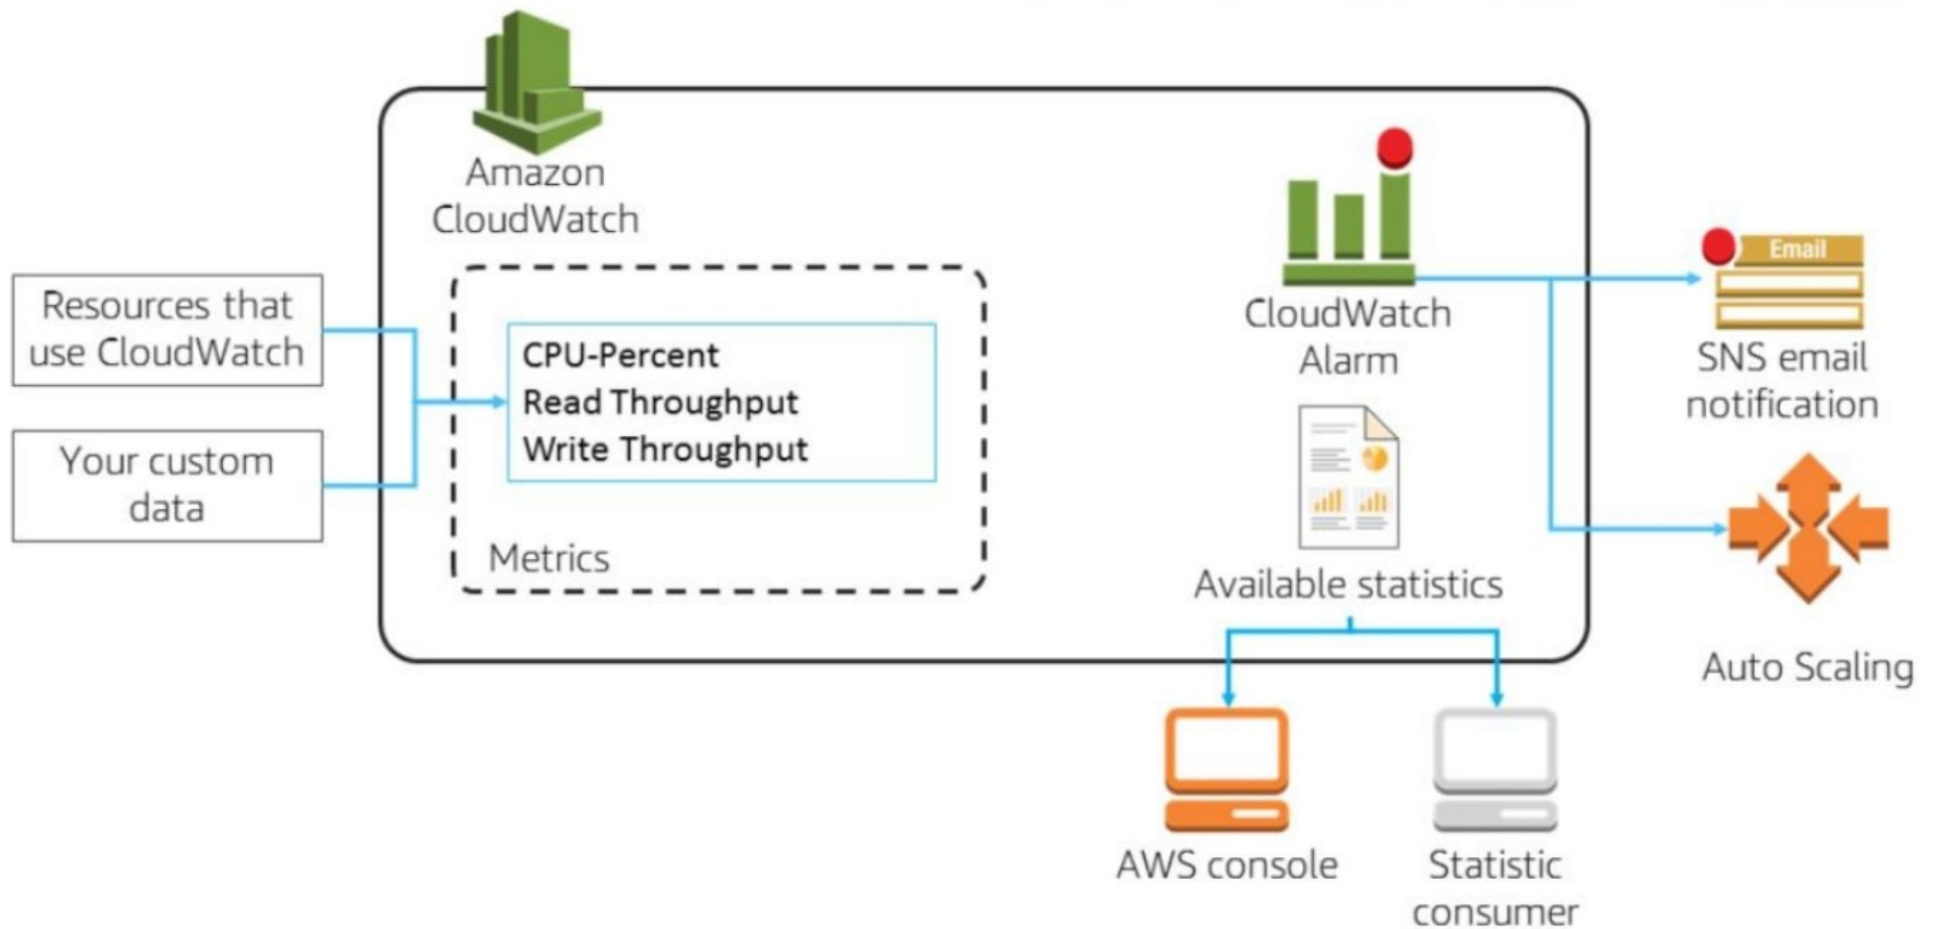 Amazon
CloudWatch
Resources that
use CloudWatch
Your custom
data
CPU-Percent
Read Throughput
Write Throughput
Metrics
CloudWatch
Alarm
Available statistics
Email
SNS email
notification
Auto Scaling
AWS console
Statistic
consumer